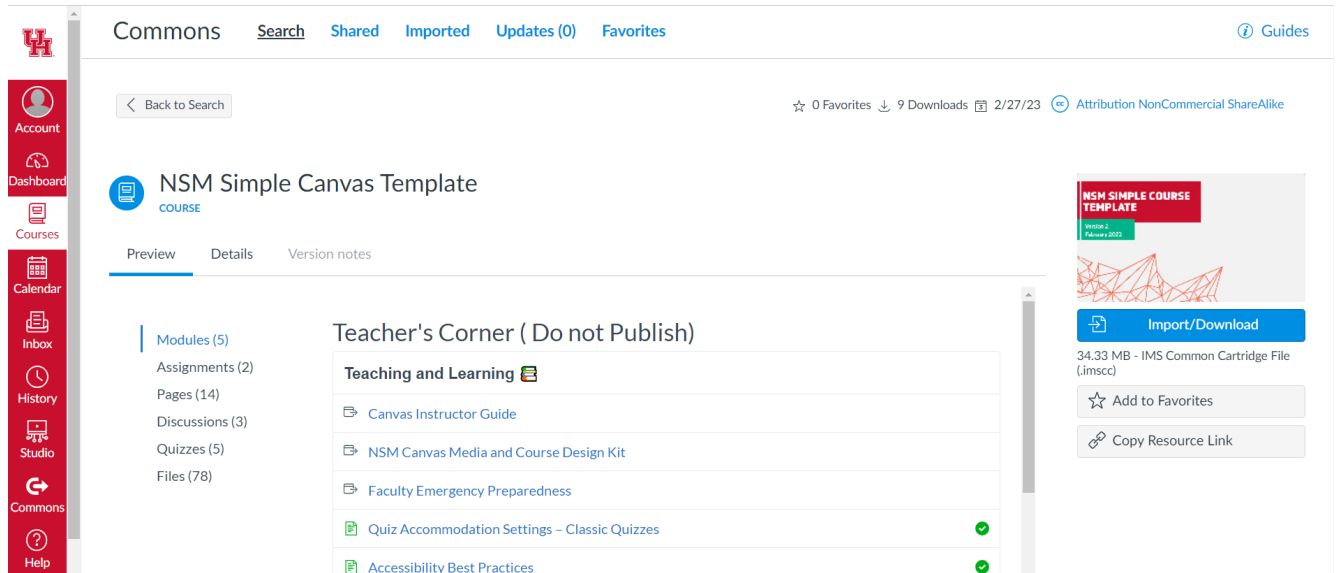 UH
Account
Dashboard
Courses
Calendar
Inbox
History
Studio
Commons
Help
Commons Search Shared Imported Updates (0) Favorites Guides
Back to Search 0 Favorites 9 Downloads 2/27/23 Attribution NonCommercial ShareAlike
NSM Simple Canvas Template
COURSE
Preview Details Version notes
Modules (5)
Assignments (2)
Pages (14)
Discussions (3)
Quizzes (5)
Files (78)
Teacher's Corner ( Do not Publish)
Teaching and Learning
Canvas Instructor Guide
NSM Canvas Media and Course Design Kit
Faculty Emergency Preparedness
Quiz Accommodation Settings – Classic Quizzes
Accessibility Best Practices
NSM SIMPLE COURSE
TEMPLATE
Version 2
February 2023
Import/Download
34.33 MB - IMS Common Cartridge File
(.imscc)
Add to Favorites
Copy Resource Link